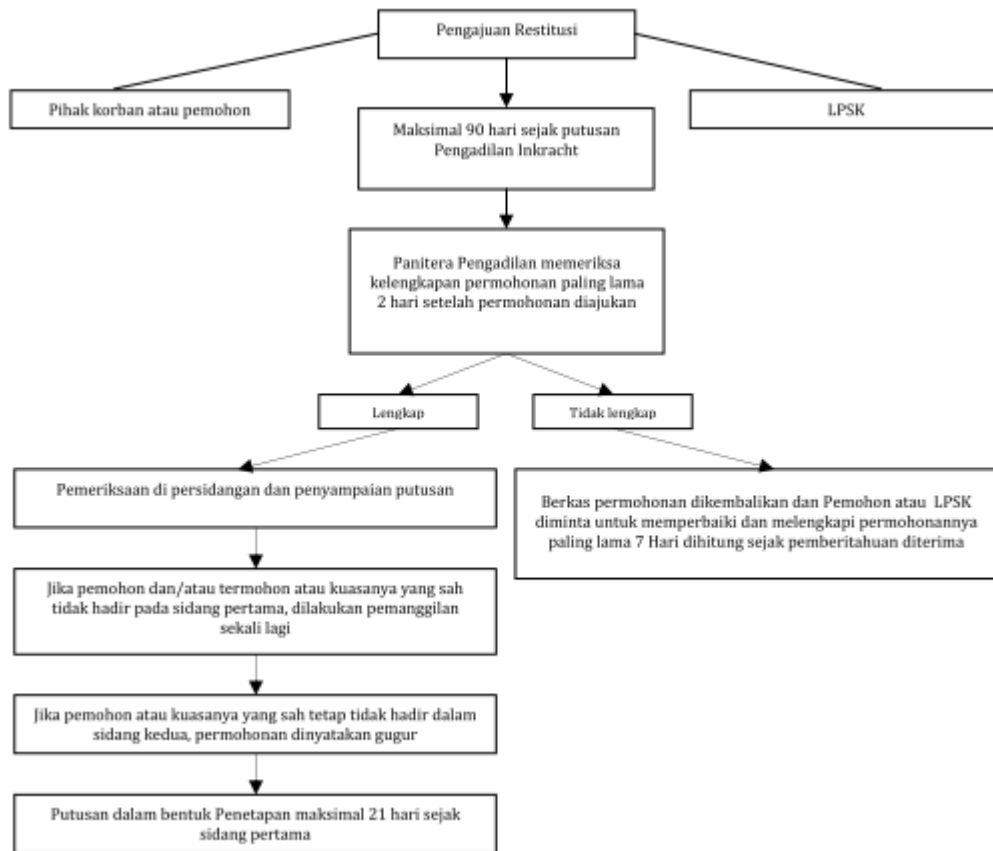 Pengajuan Restitusi
Pihak korban atau pemohon
LPSK
Maksimal 90 hari sejak putusan
Pengadilan Inkracht
Panitera Pengadilan memeriksa
kelengkapan permohonan paling lama
2 hari setelah permohonan diajukan
Lengkap
Tidak lengkap
Pemeriksaan di persidangan dan penyampaian putusan
Berkas permohonan dikembalikan dan Pemohon atau LPSK
diminta untuk memperbaiki dan melengkapi permohonannya
paling lama 7 Hari dihitung sejak pemberitahuan diterima
Jika pemohon dan/atau termohon atau kuasanya yang sah
tidak hadir pada sidang pertama, dilakukan pemanggilan
sekali lagi
Jika pemohon atau kuasanya yang sah tetap tidak hadir dalam
sidang kedua, permohonan dinyatakan gugur
Putusan dalam bentuk Penetapan maksimal 21 hari sejak
sidang pertama